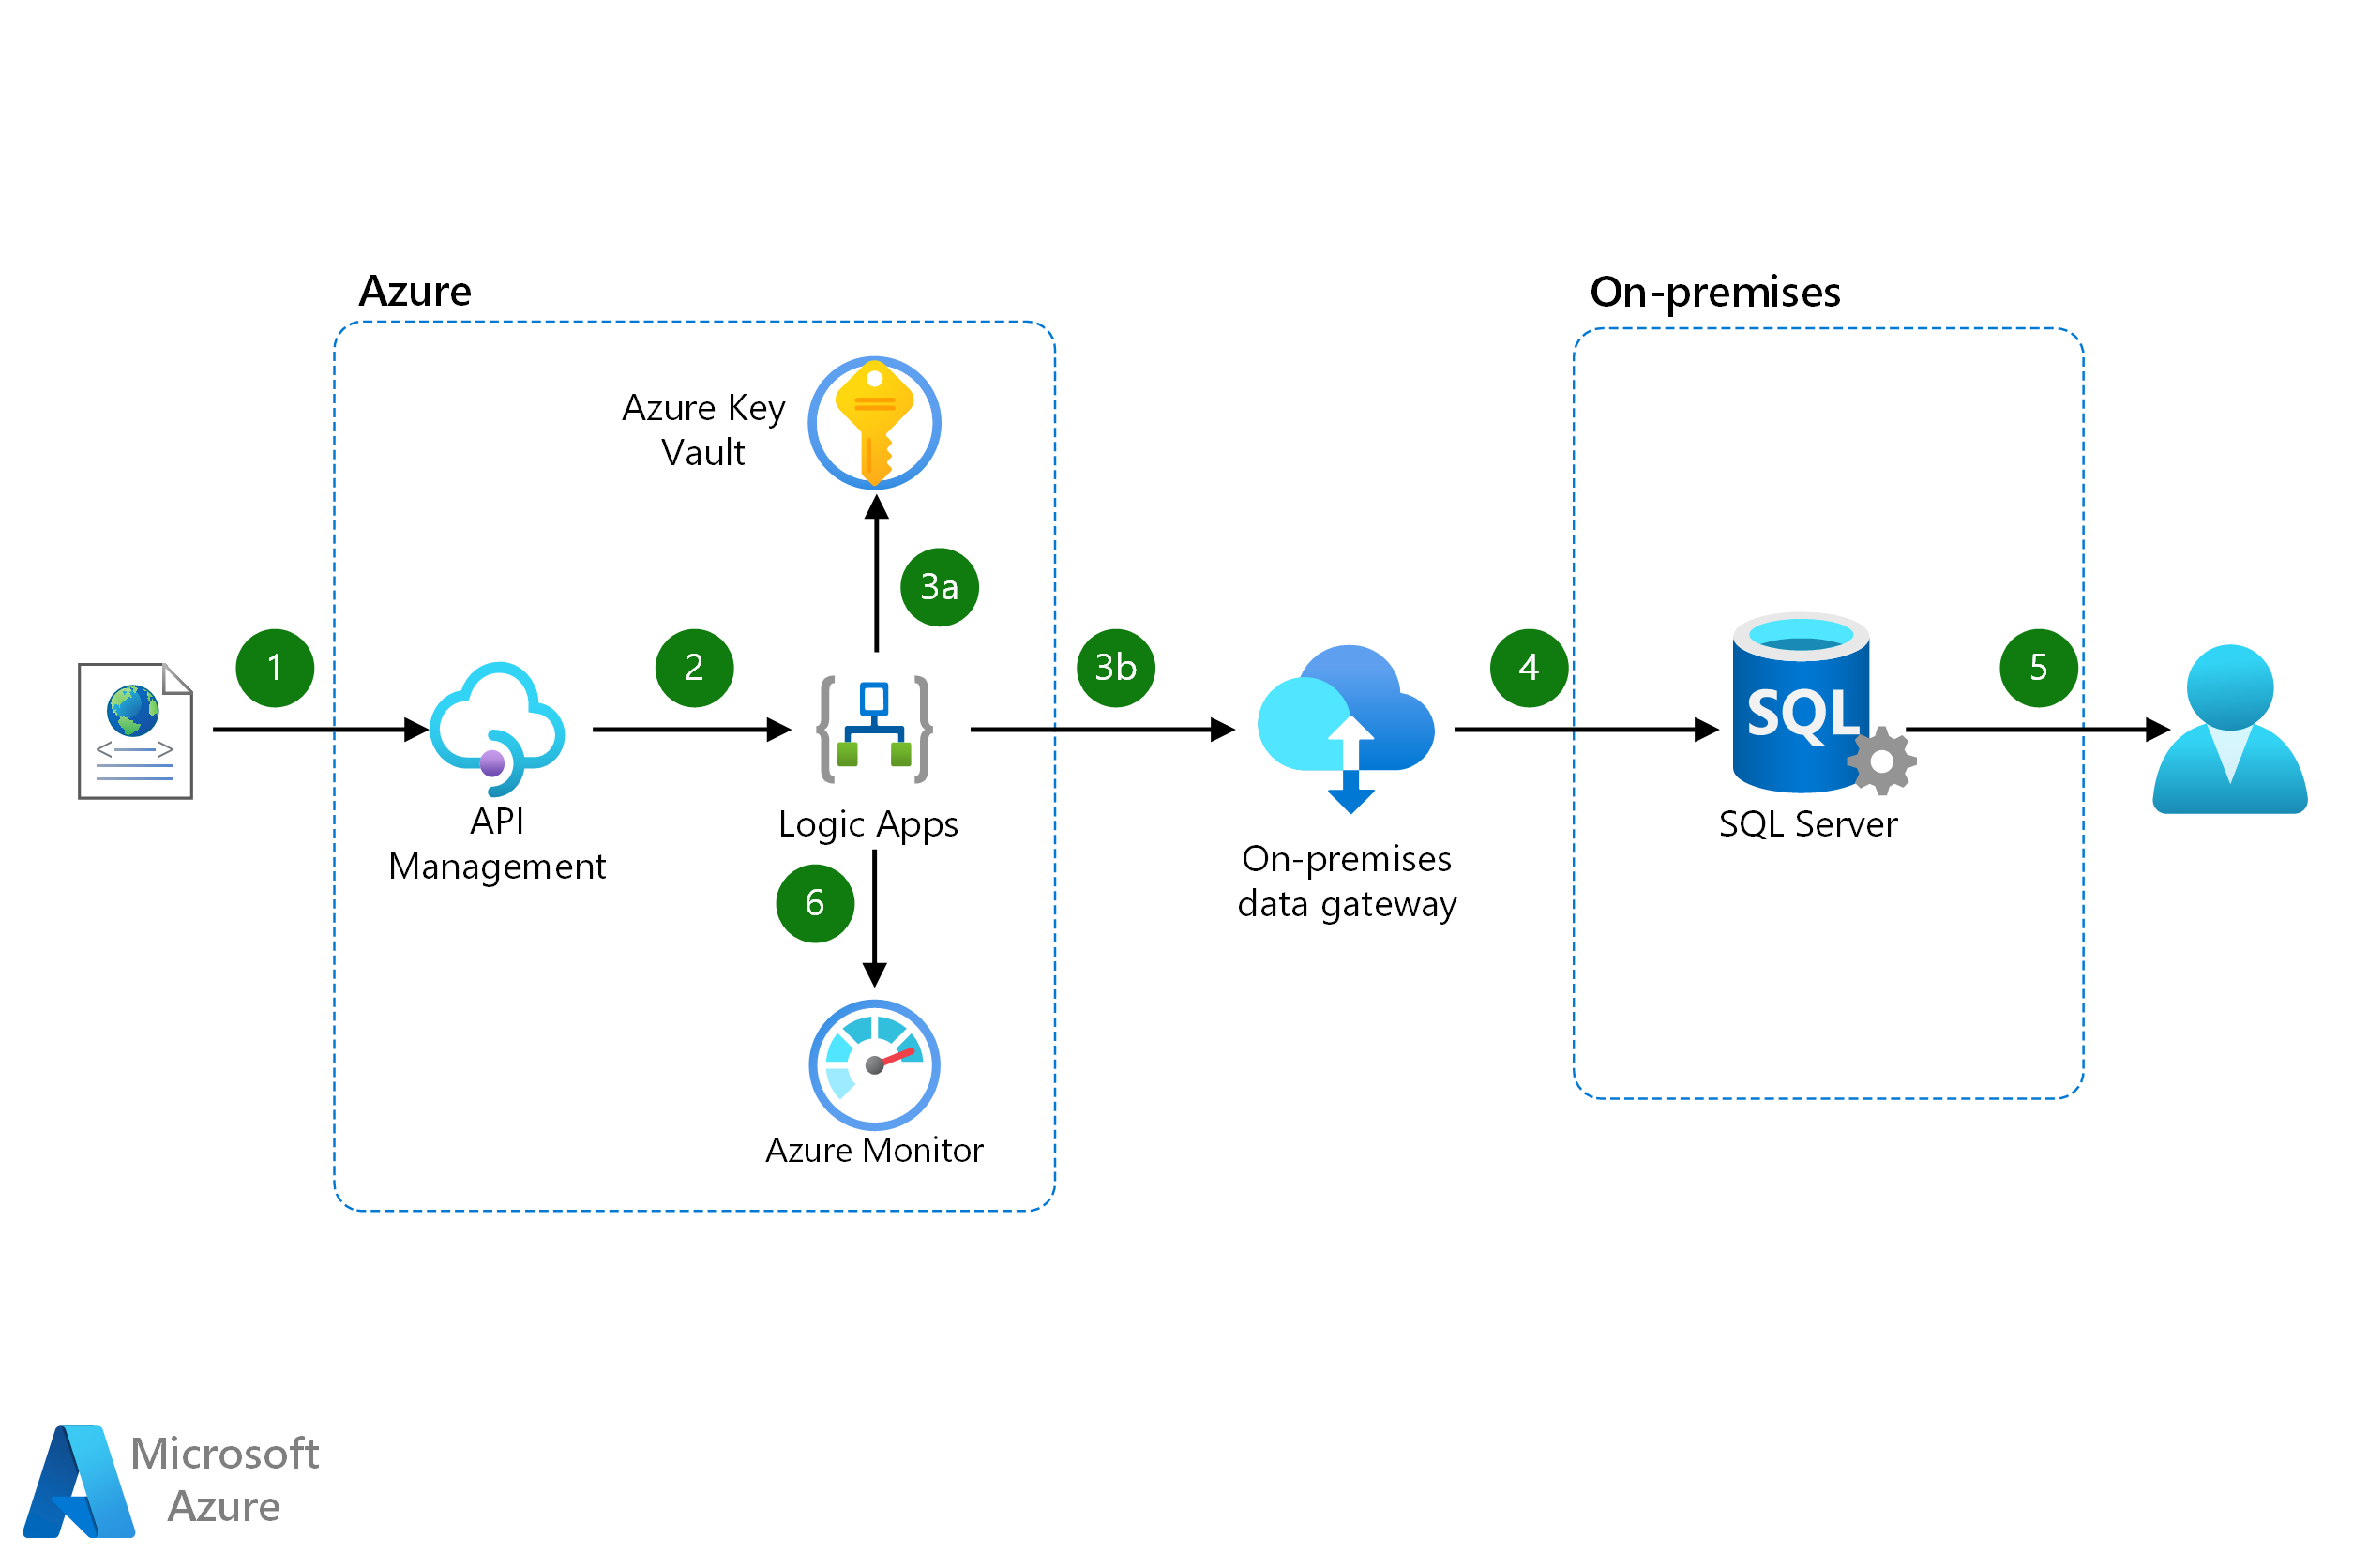 Azure
On-premises
Azure Key
Vault
3a
1
2
3b
4
5
SQL
API
Management
Logic Apps
SQL Server
On-premises
data gateway
6
Azure Monitor
Microsoft
Azure